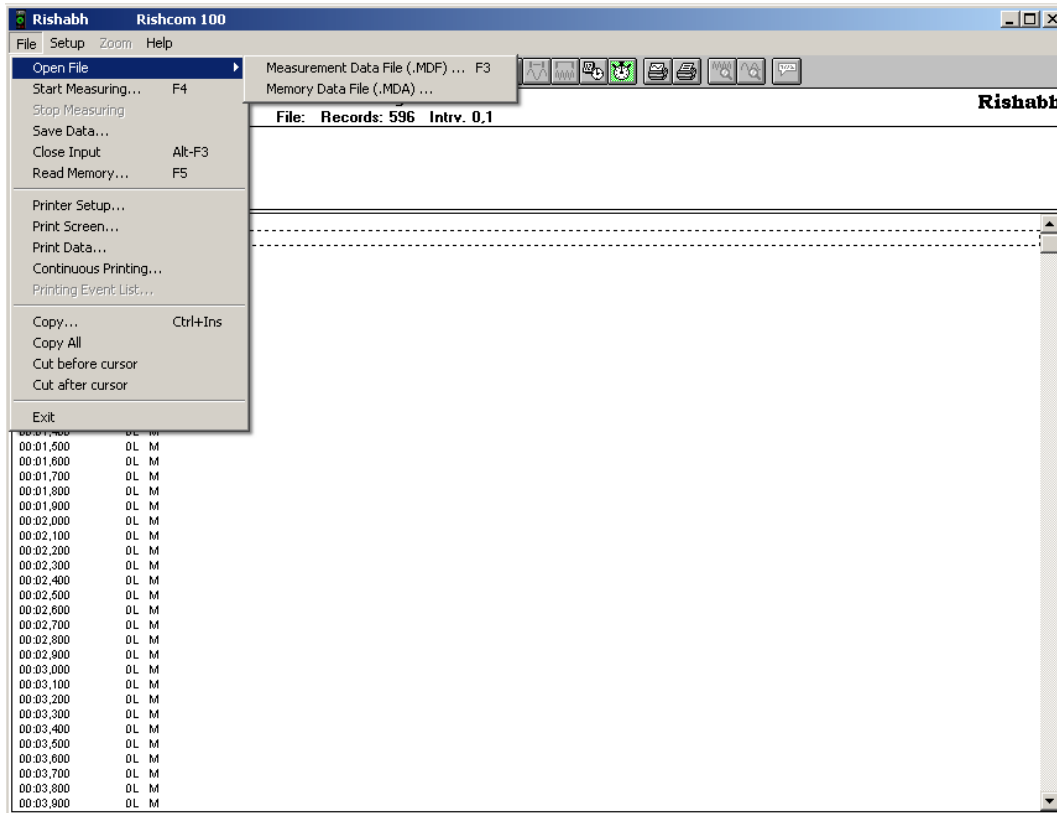 Rishabh Rishcom 100
File Setup Zoom Help
Open File
Measurement Data File (.MDF) ... F3
Start Measuring... F4
Memory Data File (.MDA) ...
Stop Measuring
Rishabh
File: Records: 596 Intrv. 0,1
Save Data...
Close Input Alt-F3
Read Memory... F5
Printer Setup...
Print Screen...
Print Data...
Continuous Printing...
Printing Event List...
Copy... Ctrl+Ins
Copy All
Cut before cursor
Cut after cursor
Exit
00:01,500 0L M
00:01,600 0L M
00:01,700 0L M
00:01,800 0L M
00:01,900 0L M
00:02,000 0L M
00:02,100 0L M
00:02,200 0L M
00:02,300 0L M
00:02,400 0L M
00:02,500 0L M
00:02,600 0L M
00:02,700 0L M
00:02,800 0L M
00:02,900 0L M
00:03,000 0L M
00:03,100 0L M
00:03,200 0L M
00:03,300 0L M
00:03,400 0L M
00:03,500 0L M
00:03,600 0L M
00:03,700 0L M
00:03,800 0L M
00:03,900 0L M